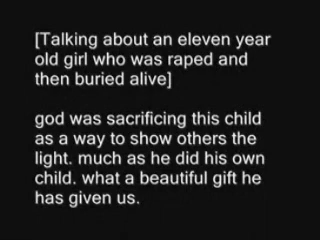 [Talking about an eleven year
old girl who was raped and
then buried alive]
god was sacrificing this child
as a way to show others the
light. much as he did his own
child. what a beautiful gift he
has given us.